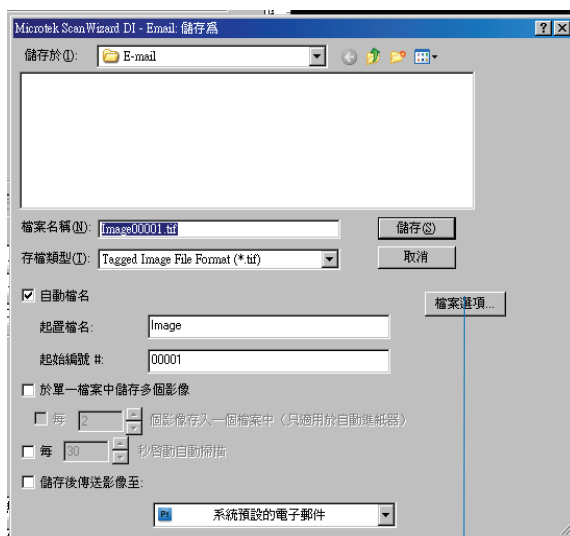 Microtek ScanWizard DI - Email: 儲存為
儲存於(I): E-mail
檔案名稱(N): Image00001.tif 儲存(S)
存檔類型(T): Tagged Image File Format (*.tif) 取消
自動檔名 檔案選項...
起置檔名: Image
起始編號 #: 00001
於單一檔案中儲存多個影像
每 2 個影像存入一個檔案中（只適用於自動進紙器）
每 30 秒啟動自動掃描
儲存後傳送影像至:
Ps 系統預設的電子郵件